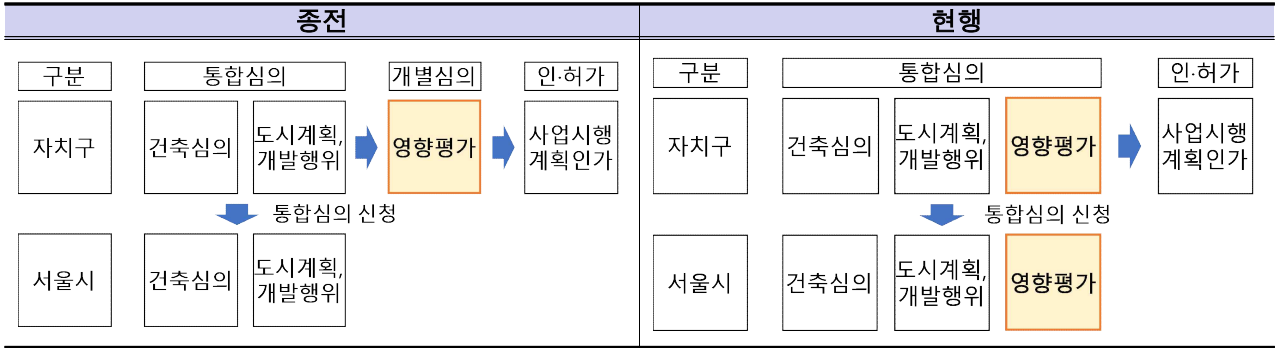 종전
구분 통합심의 개별심의 인·허가
자치구 건축심의 도시계획, 개발행위 영향평가 사업시행 계획인가
통합심의 신청
서울시 건축심의 도시계획, 개발행위
현행
구분 통합심의 인·허가
자치구 건축심의 도시계획, 개발행위 영향평가 사업시행 계획인가
통합심의 신청
서울시 건축심의 도시계획, 개발행위 영향평가